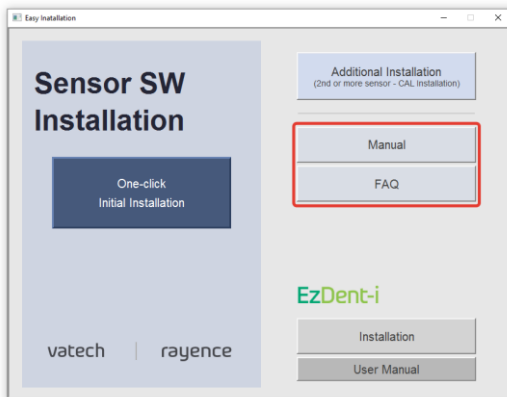 Easy Inatallation
Sensor SW
Installation
One-click
Initial Installation
vatech
rayence
Additional Installation
(2nd or more sensor - CAL Installation)
Manual
FAQ
EzDent-i
Installation
User Manual